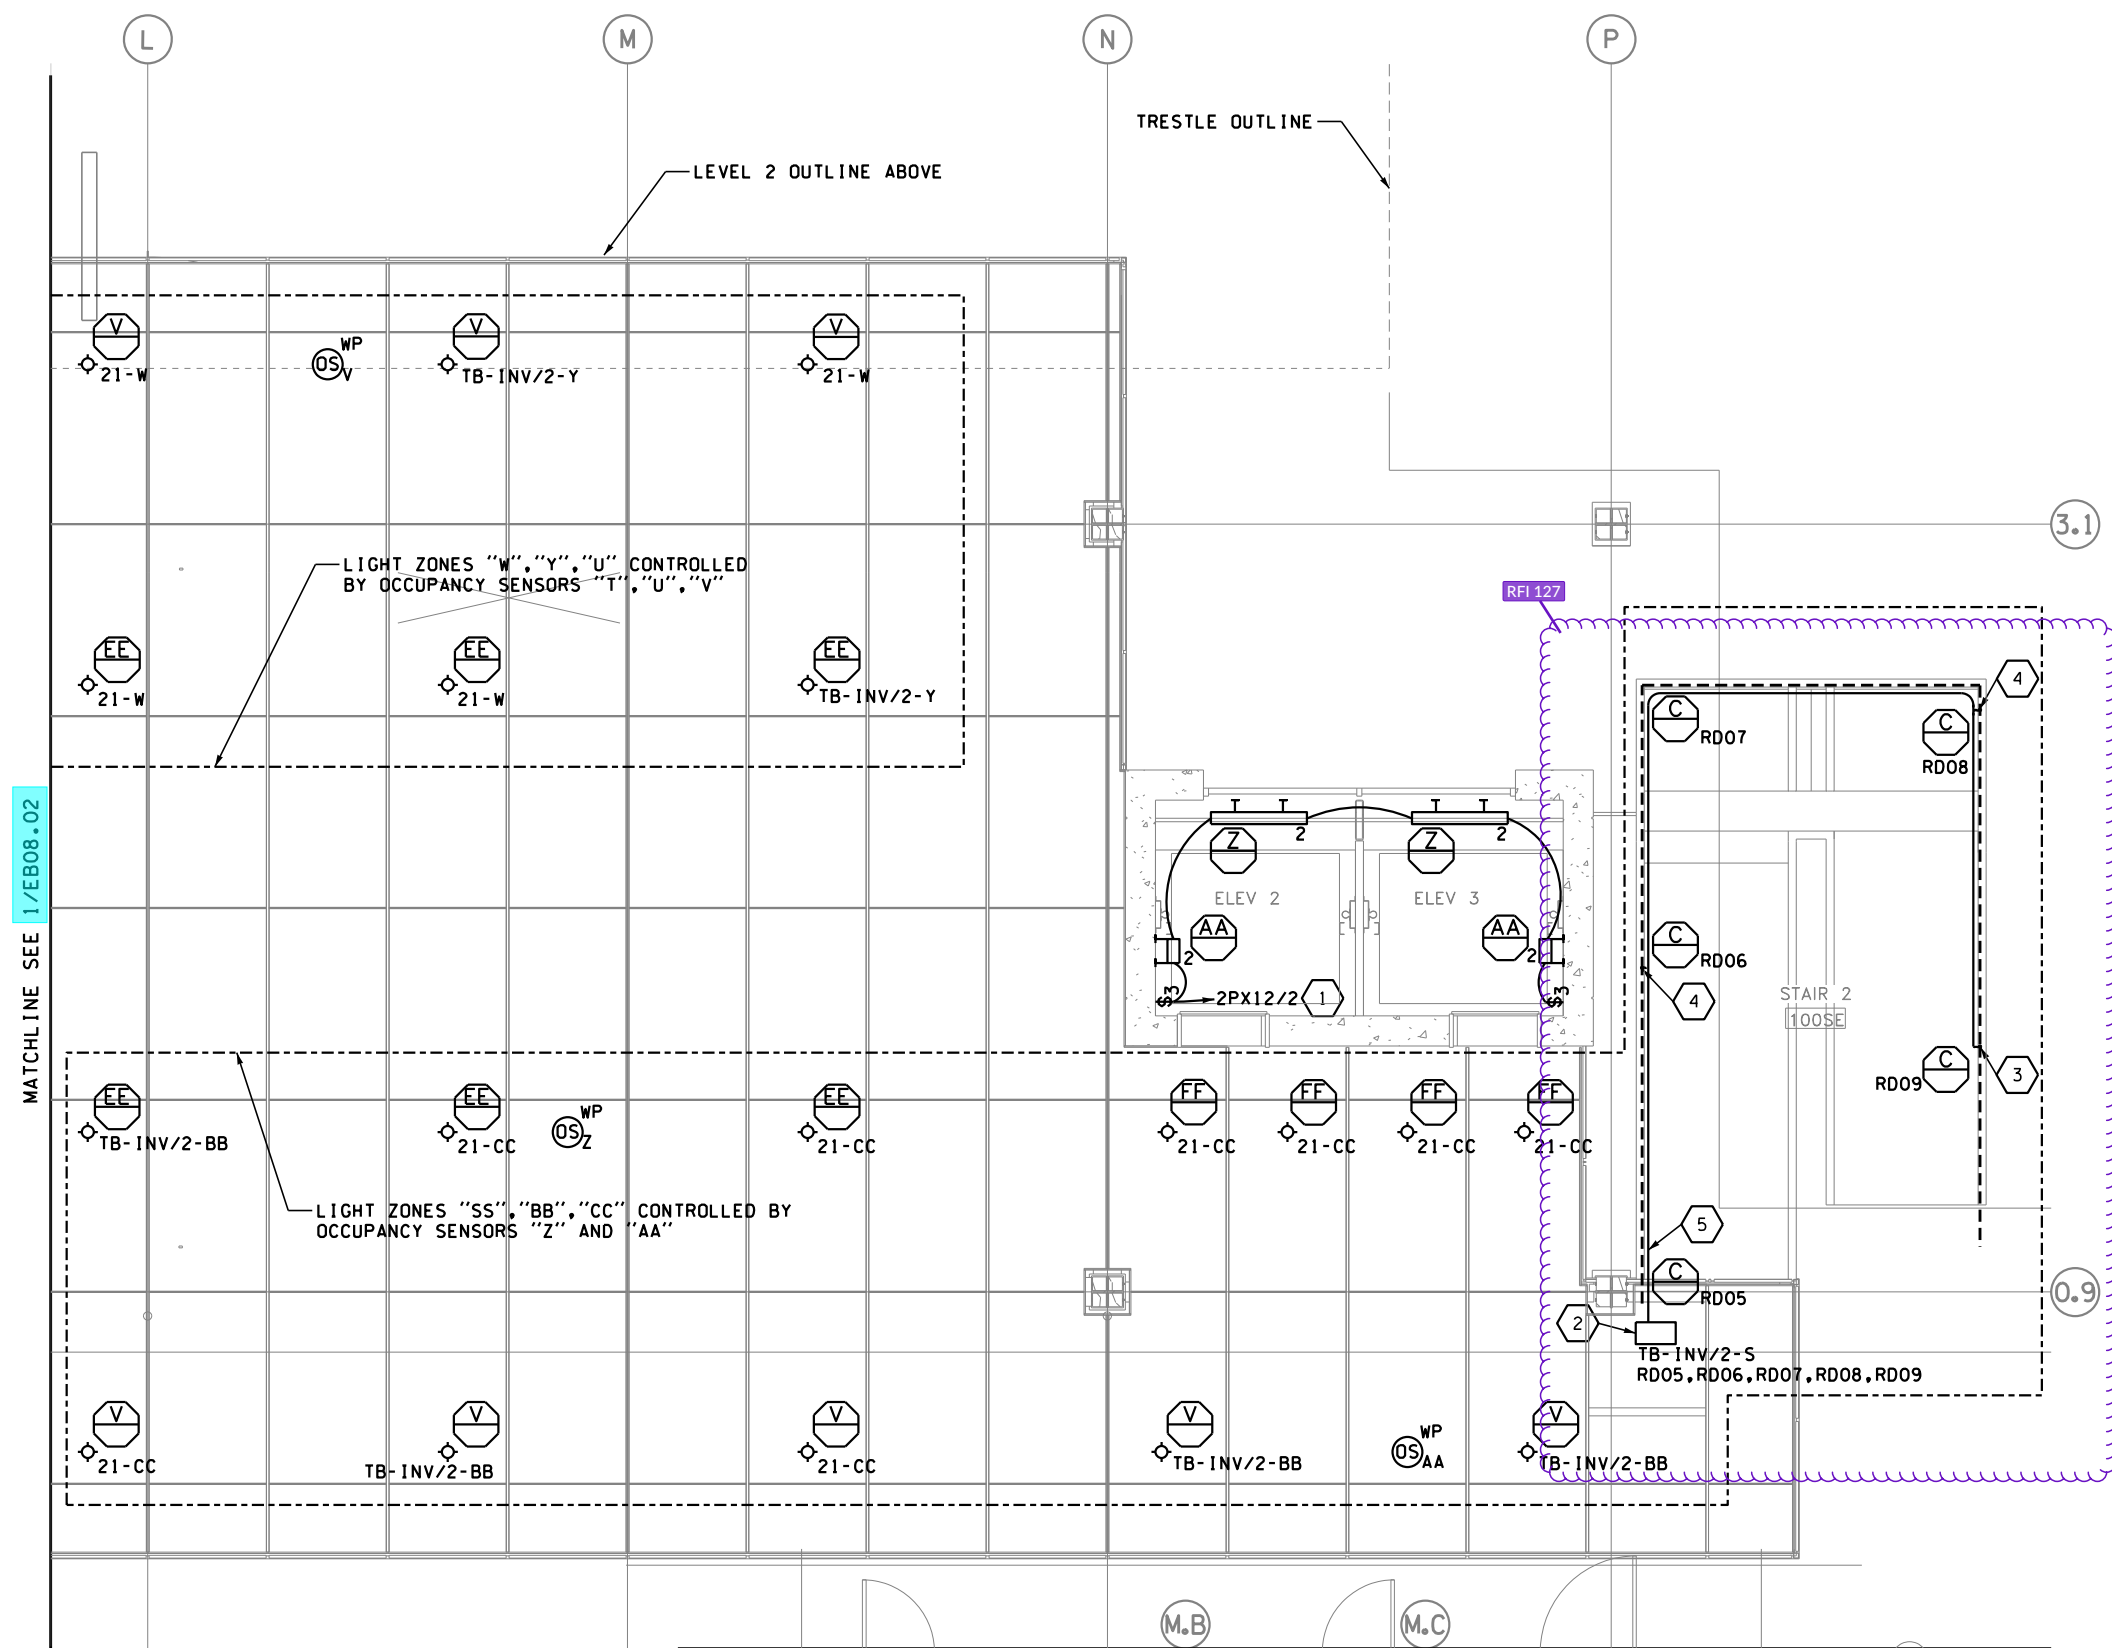 L
M
N
P
TRESTLE OUTLINE
LEVEL 2 OUTLINE ABOVE
V
V
V
WP
OS
V
21-W
TB-INV/2-Y
21-W
3.1
LIGHT ZONES "W","Y","U" CONTROLLED
BY OCCUPANCY SENSORS "T","U","V"
RFI 127
EE
EE
EE
21-W
21-W
TB-INV/2-Y
4
C
RD07
C
RD08
MATCHLINE SEE 1/EB08.02
T T
T T
2
2
Z
Z
ELEV 2
ELEV 3
AA
AA
2
2
$3
$3
2PX12/2
1
C
RD06
4
STAIR 2
100SE
C
RD09
3
EE
EE
EE
FF
FF
FF
FF
WP
OS
Z
TB-INV/2-BB
21-CC
21-CC
21-CC
21-CC
21-CC
21-CC
LIGHT ZONES "SS","BB","CC" CONTROLLED BY
OCCUPANCY SENSORS "Z" AND "AA"
5
C
RD05
0.9
2
TB-INV/2-S
RD05,RD06,RD07,RD08,RD09
V
V
V
V
V
WP
OS
AA
21-CC
TB-INV/2-BB
21-CC
TB-INV/2-BB
TB-INV/2-BB
M.B
M.C